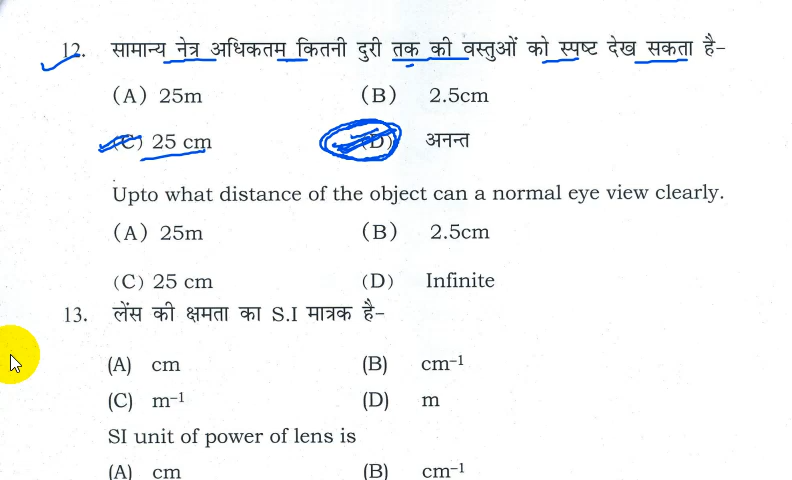 12. सामान्य नेत्र अधिकतम कितनी दुरी तक की वस्तुओं को स्पष्ट देख सकता है–
(A) 25m (B) 2.5cm
(C) 25 cm (D) अनन्त
Upto what distance of the object can a normal eye view clearly.
(A) 25m (B) 2.5cm
(C) 25 cm (D) Infinite
13. लेंस की क्षमता का S.I मात्रक है–
(A) cm (B) cm⁻¹
(C) m⁻¹ (D) m
SI unit of power of lens is
(A) cm (B) cm⁻¹